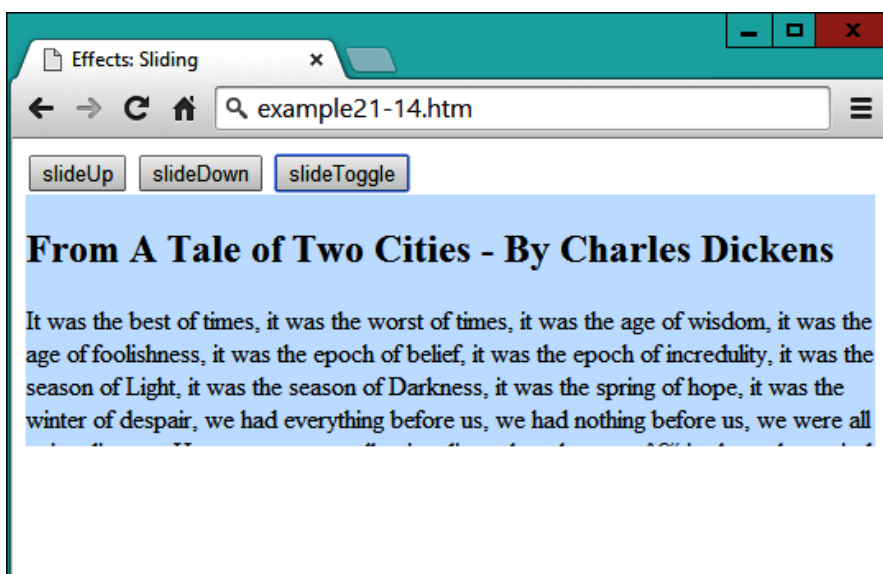 Effects: Sliding
example21-14.htm
slideUp slideDown slideToggle
From A Tale of Two Cities - By Charles Dickens
It was the best of times, it was the worst of times, it was the age of wisdom, it was the
age of foolishness, it was the epoch of belief, it was the epoch of incredulity, it was the
season of Light, it was the season of Darkness, it was the spring of hope, it was the
winter of despair, we had everything before us, we had nothing before us, we were all